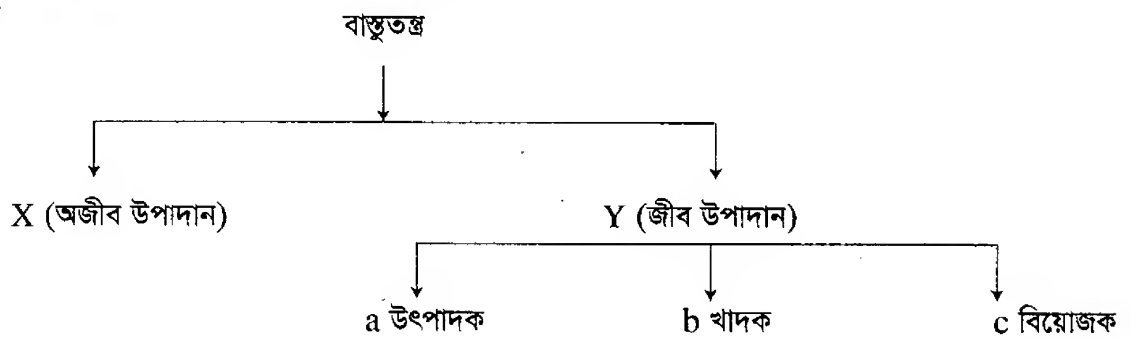 বাস্তুতন্ত্র
X (অজীব উপাদান) Y (জীব উপাদান)
a উৎপাদক b খাদক c বিয়োজক